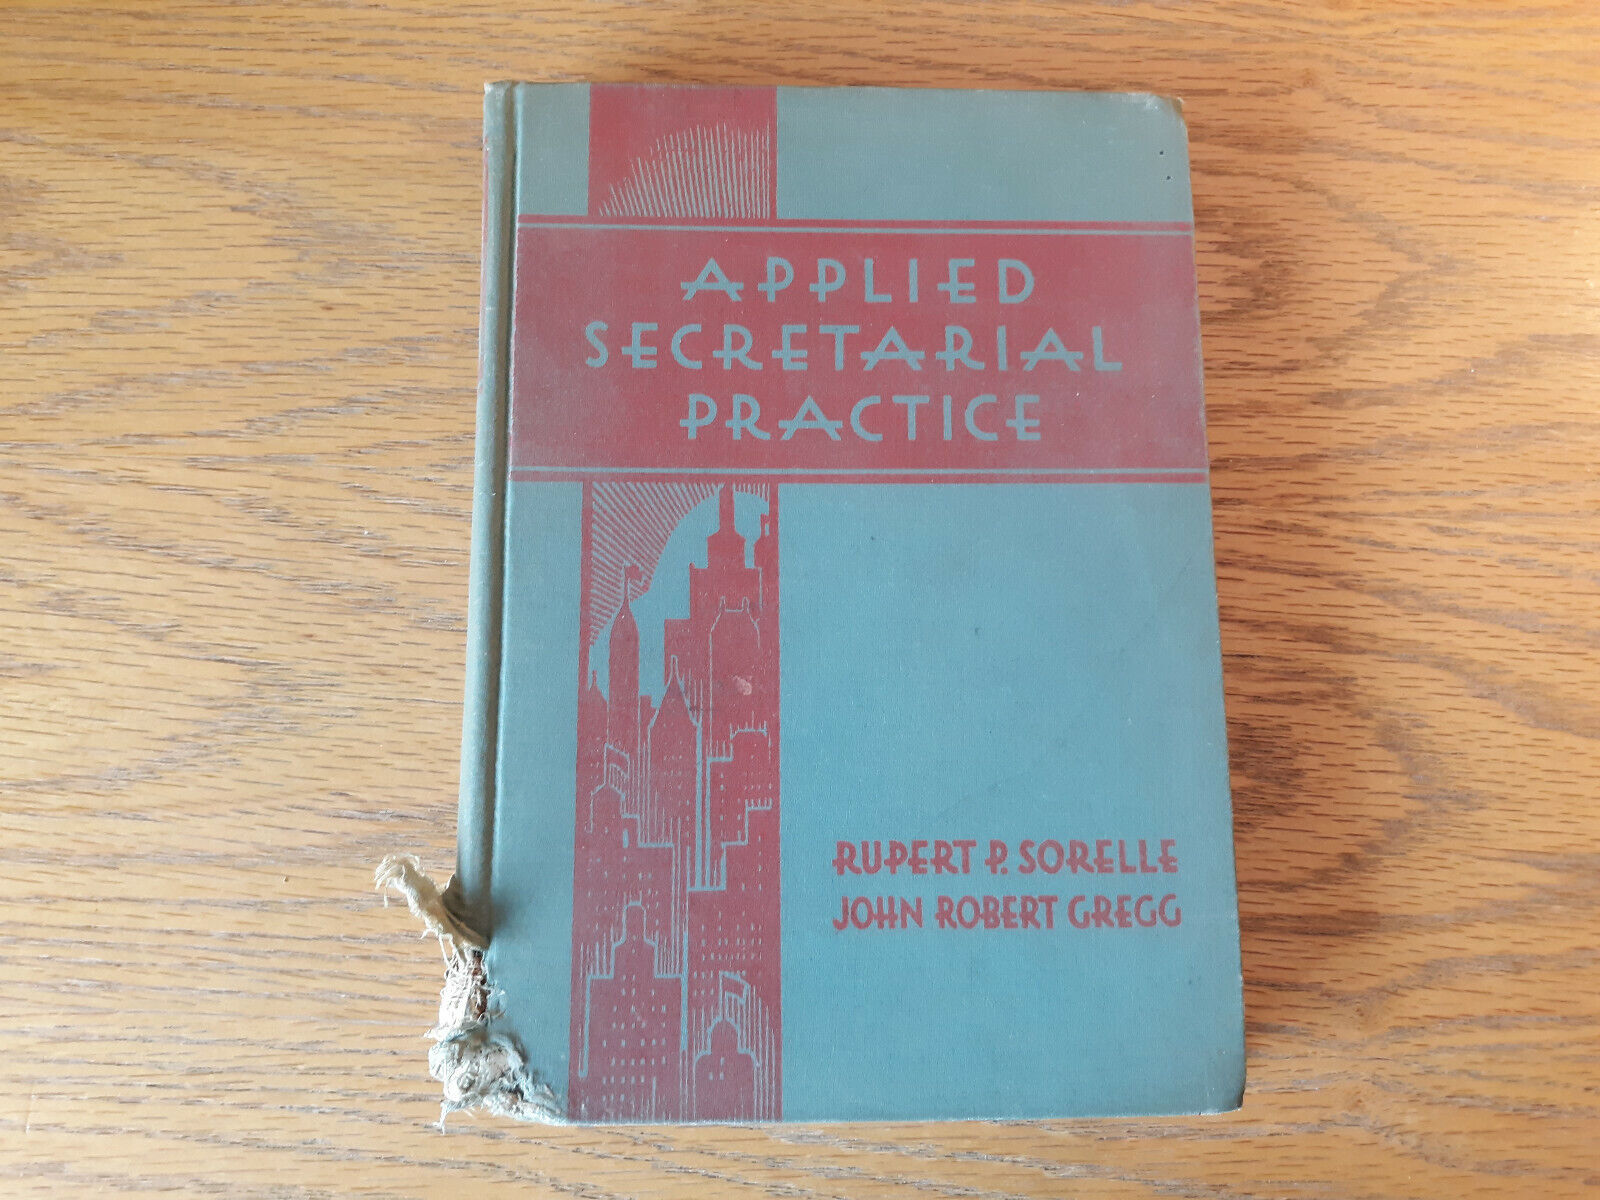 APPLIED
SECRETARIAL
PRACTICE
RUPERT P. SORELLE
JOHN ROBERT GREGG